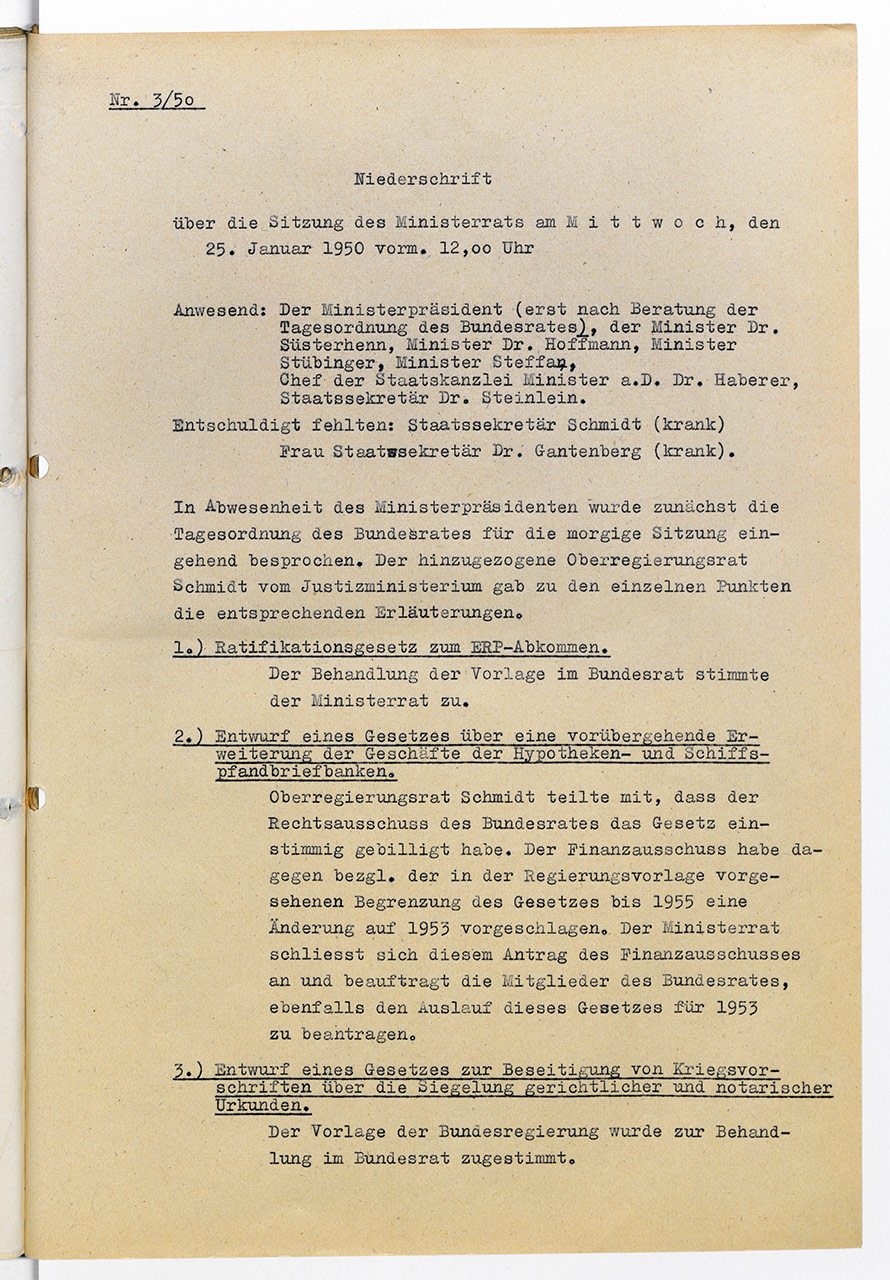 Nr. 3/5o
Niederschrift
über die Sitzung des Ministerrats am M i t t w o c h, den
25. Januar 1950 vorm. 12,oo Uhr
Anwesend: Der Ministerpräsident (erst nach Beratung der
Tagesordnung des Bundesrates), der Minister Dr.
Süsterhenn, Minister Dr. Hoffmann, Minister
Stübinger, Minister Steffan,
Chef der Staatskanzlei Minister a.D. Dr. Haberer,
Staatssekretär Dr. Steinlein.
Entschuldigt fehlten: Staatssekretär Schmidt (krank)
Frau Staatssekretär Dr. Gantenberg (krank).
In Abwesenheit des Ministerpräsidenten wurde zunächst die
Tagesordnung des Bundesrates für die morgige Sitzung ein-
gehend besprochen. Der hinzugezogene Oberregierungsrat
Schmidt vom Justizministerium gab zu den einzelnen Punkten
die entsprechenden Erläuterungen.
1.) Ratifikationsgesetz zum ERP-Abkommen.
Der Behandlung der Vorlage im Bundesrat stimmte
der Ministerrat zu.
2.) Entwurf eines Gesetzes über eine vorübergehende Er-
weiterung der Geschäfte der Hypotheken- und Schiffs-
pfandbriefbanken.
Oberregierungsrat Schmidt teilte mit, dass der
Rechtsausschuss des Bundesrates das Gesetz ein-
stimmig gebilligt habe. Der Finanzausschuss habe da-
gegen bezgl. der in der Regierungsvorlage vorge-
sehenen Begrenzung des Gesetzes bis 1955 eine
Änderung auf 1953 vorgeschlagen. Der Ministerrat
schliesst sich diesem Antrag des Finanzausschusses
an und beauftragt die Mitglieder des Bundesrates,
ebenfalls den Auslauf dieses Gesetzes für 1953
zu beantragen.
3.) Entwurf eines Gesetzes zur Beseitigung von Kriegsvor-
schriften über die Siegelung gerichtlicher und notarischer
Urkunden.
Der Vorlage der Bundesregierung wurde zur Behand-
lung im Bundesrat zugestimmt.